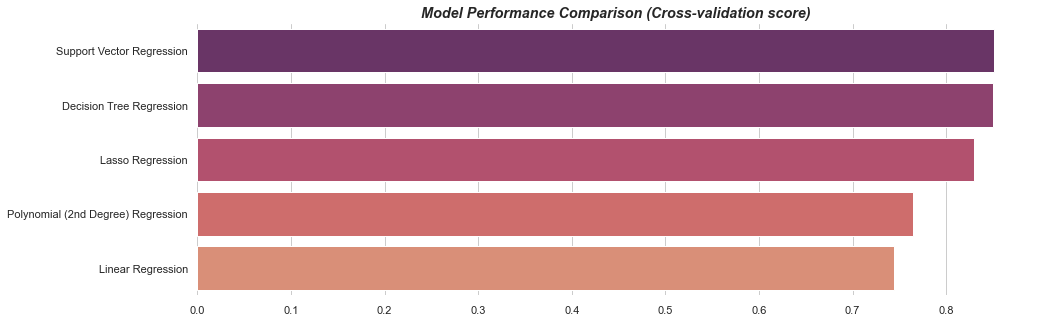 Model Performance Comparison (Cross-validation score)
Support Vector Regression
Decision Tree Regression
Lasso Regression
Polynomial (2nd Degree) Regression
Linear Regression
0.0 0.1 0.2 0.3 0.4 0.5 0.6 0.7 0.8